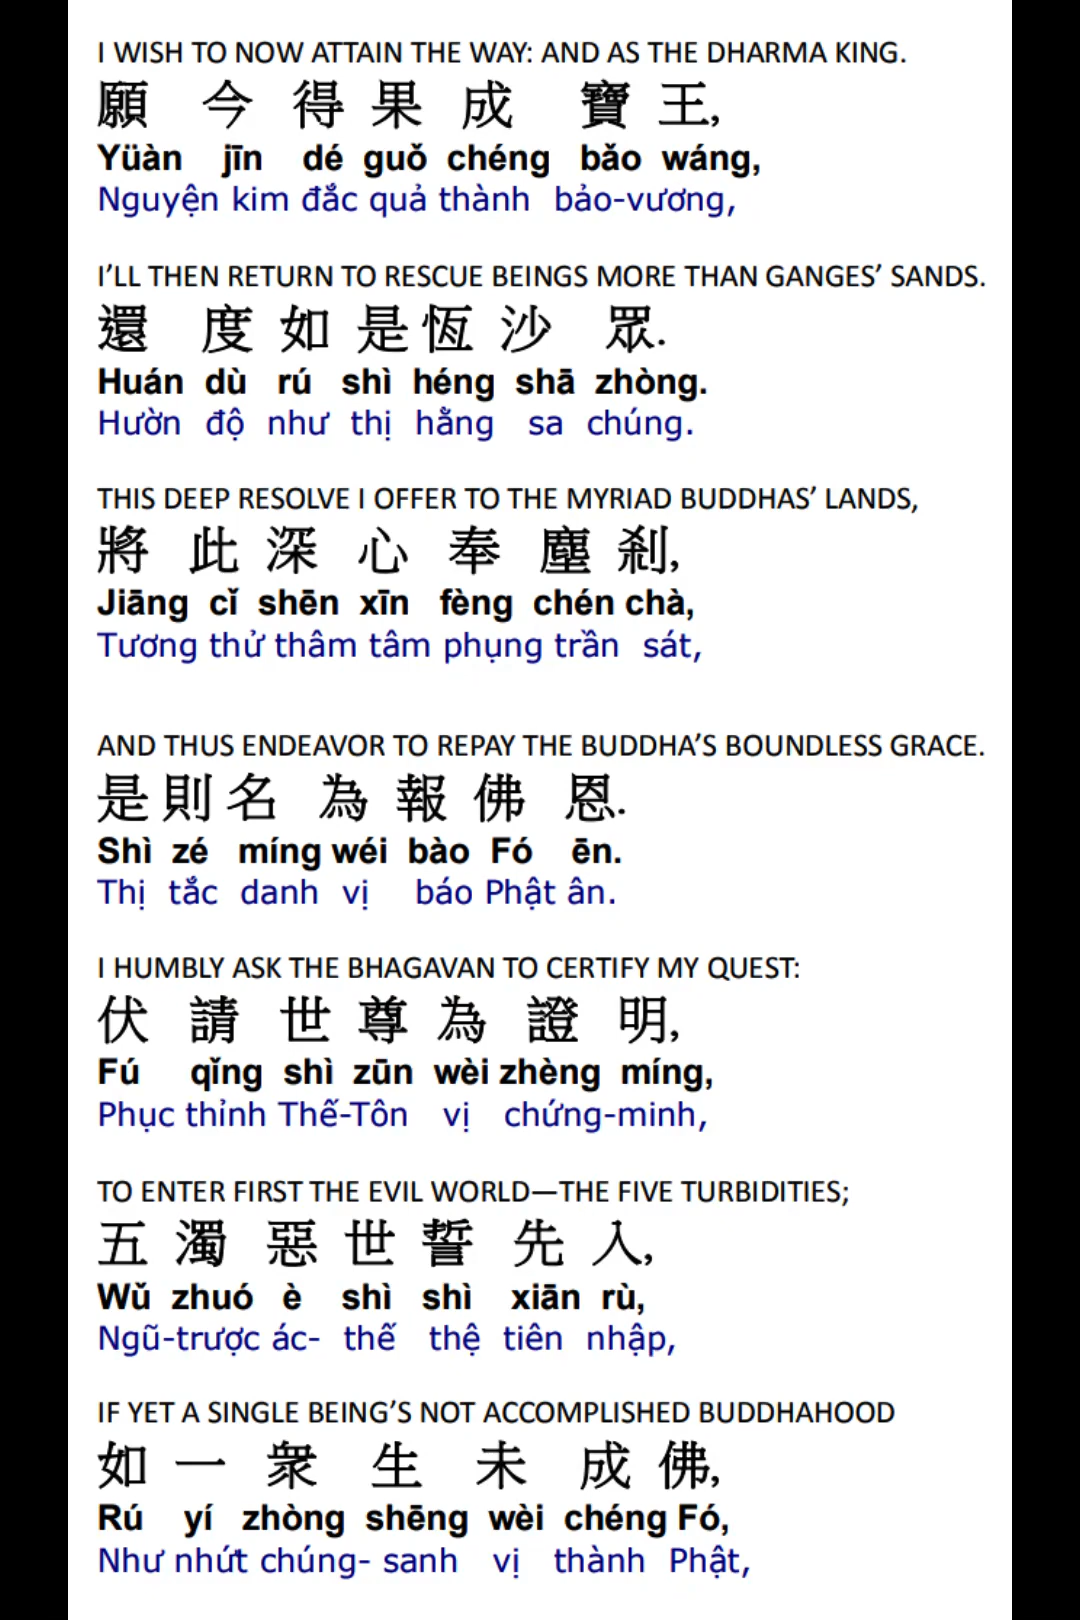 I WISH TO NOW ATTAIN THE WAY: AND AS THE DHARMA KING.
願 今 得 果 成 寶 王,
Yüàn jīn dé guǒ chéng bǎo wáng,
Nguyện kim đắc quả thành bảo-vương,
I’LL THEN RETURN TO RESCUE BEINGS MORE THAN GANGES’ SANDS.
還 度 如 是 恆 沙 眾.
Huán dù rú shì héng shā zhòng.
Hườn độ như thị hằng sa chúng.
THIS DEEP RESOLVE I OFFER TO THE MYRIAD BUDDHAS’ LANDS,
將 此 深 心 奉 塵 剎,
Jiāng cǐ shēn xīn fèng chén chà,
Tương thử thâm tâm phụng trần sát,
AND THUS ENDEAVOR TO REPAY THE BUDDHA’S BOUNDLESS GRACE.
是 則 名 為 報 佛 恩.
Shì zé míng wéi bào Fó ēn.
Thị tắc danh vị báo Phật ân.
I HUMBLY ASK THE BHAGAVAN TO CERTIFY MY QUEST:
伏 請 世 尊 為 證 明,
Fú qǐng shì zūn wèi zhèng míng,
Phục thỉnh Thế-Tôn vị chứng-minh,
TO ENTER FIRST THE EVIL WORLD—THE FIVE TURBIDITIES;
五 濁 惡 世 誓 先 入,
Wǔ zhuó è shì shì xiān rù,
Ngũ-trược ác- thế thệ tiên nhập,
IF YET A SINGLE BEING’S NOT ACCOMPLISHED BUDDHAHOOD
如 一 衆 生 未 成 佛,
Rú yí zhòng shēng wèi chéng Fó,
Như nhứt chúng- sanh vị thành Phật,